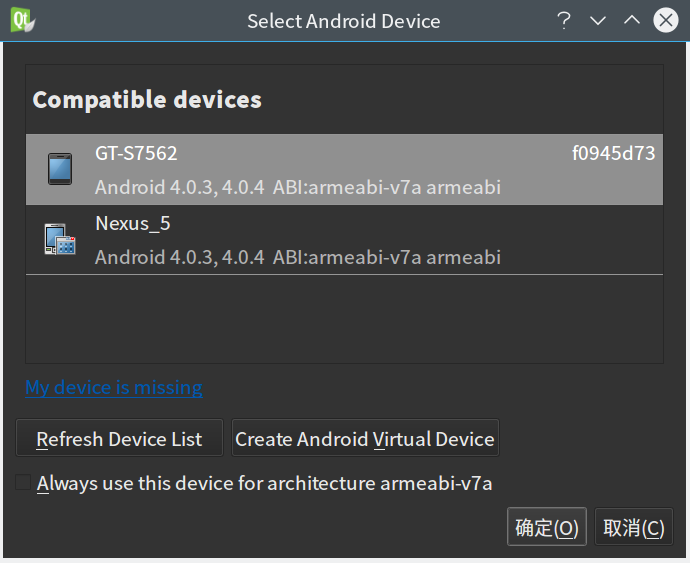 Qt
Select Android Device
Compatible devices
GT-S7562 f0945d73
Android 4.0.3, 4.0.4 ABI:armeabi-v7a armeabi
Nexus_5
Android 4.0.3, 4.0.4 ABI:armeabi-v7a armeabi
My device is missing
Refresh Device List Create Android Virtual Device
Always use this device for architecture armeabi-v7a
确定(O) 取消(C)